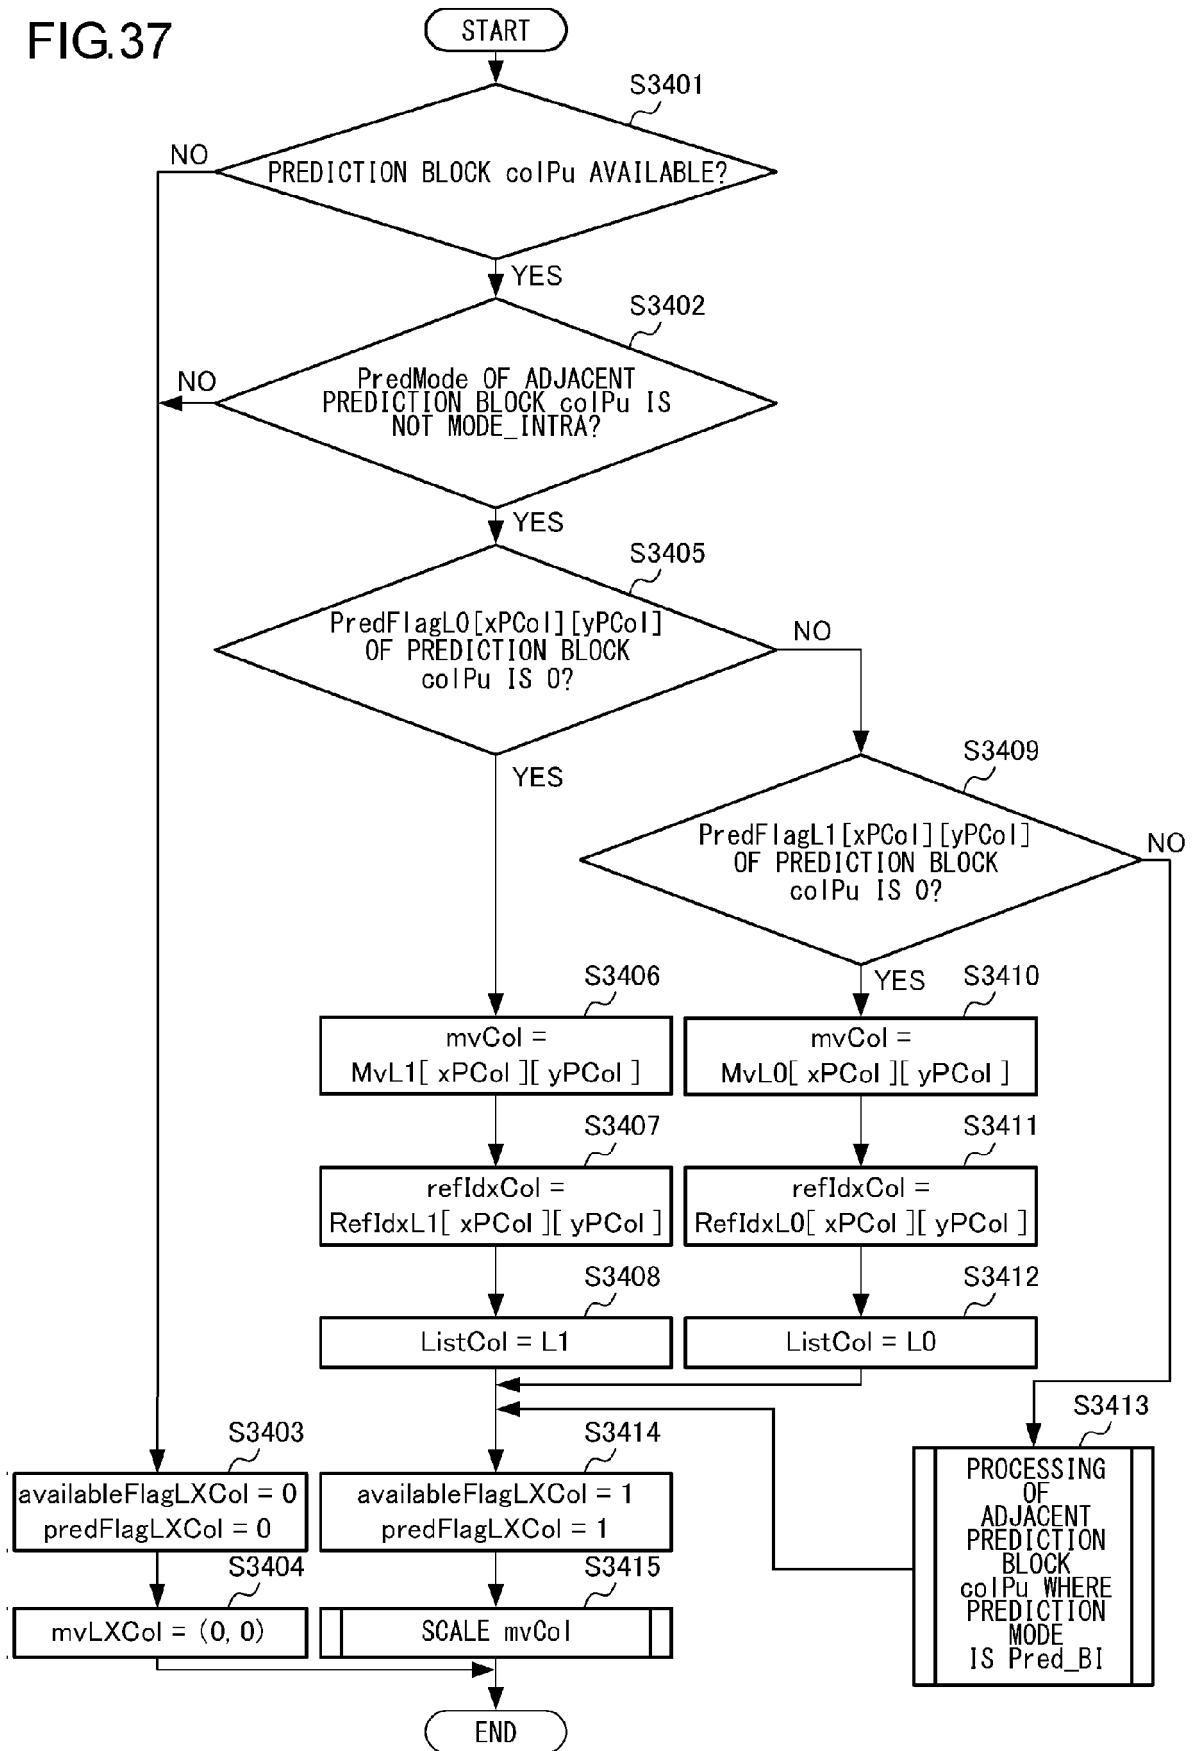 FIG.37
START
S3401
NO
PREDICTION BLOCK colPu AVAILABLE?
YES
S3402
NO
PredMode OF ADJACENT
PREDICTION BLOCK colPu IS
NOT MODE_INTRA?
YES
S3405
PredFlagL0[xPCol][yPCol]
OF PREDICTION BLOCK
colPu IS 0?
NO
YES
S3409
PredFlagL1[xPCol][yPCol]
OF PREDICTION BLOCK
colPu IS 0?
NO
YES
S3406
mvCol =
MvL1[ xPCol ][ yPCol ]
S3410
mvCol =
MvL0[ xPCol ][ yPCol ]
S3407
refIdxCol =
RefIdxL1[ xPCol ][ yPCol ]
S3411
refIdxCol =
RefIdxL0[ xPCol ][ yPCol ]
S3408
ListCol = L1
S3412
ListCol = L0
S3403
availableFlagLXCol = 0
predFlagLXCol = 0
S3414
availableFlagLXCol = 1
predFlagLXCol = 1
S3413
PROCESSING
OF
ADJACENT
PREDICTION
BLOCK
colPu WHERE
PREDICTION
MODE
IS Pred_BI
S3404
mvLXCol = (0, 0)
S3415
SCALE mvCol
END